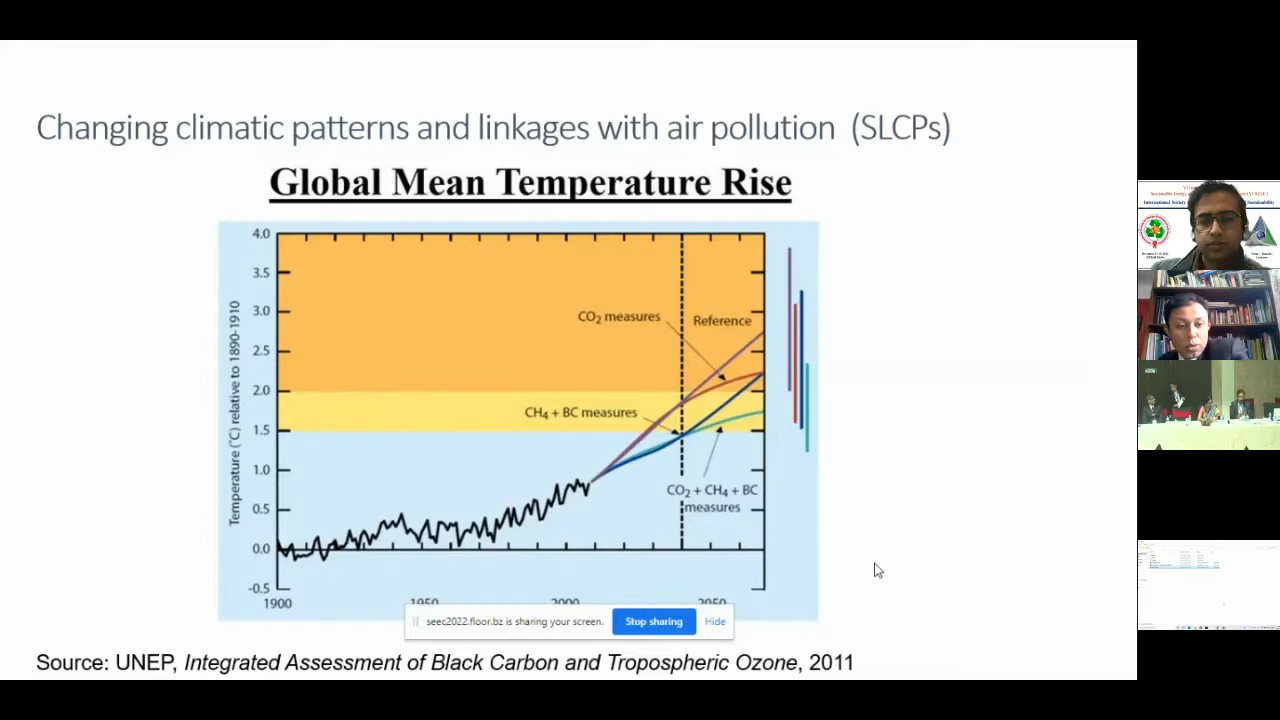 Changing climatic patterns and linkages with air pollution (SLCPs)
Global Mean Temperature Rise
Temperature (°C) relative to 1890-1910
4.0
3.5
3.0
2.5
2.0
1.5
1.0
0.5
0.0
-0.5
CO2 measures
Reference
CH4 + BC measures
CO2 + CH4 + BC
measures
1900
1950
2000
2050
seec2022.floor.bz is sharing your screen.
Stop sharing
Hide
Source: UNEP, Integrated Assessment of Black Carbon and Tropospheric Ozone, 2011
International Society
Sustainability